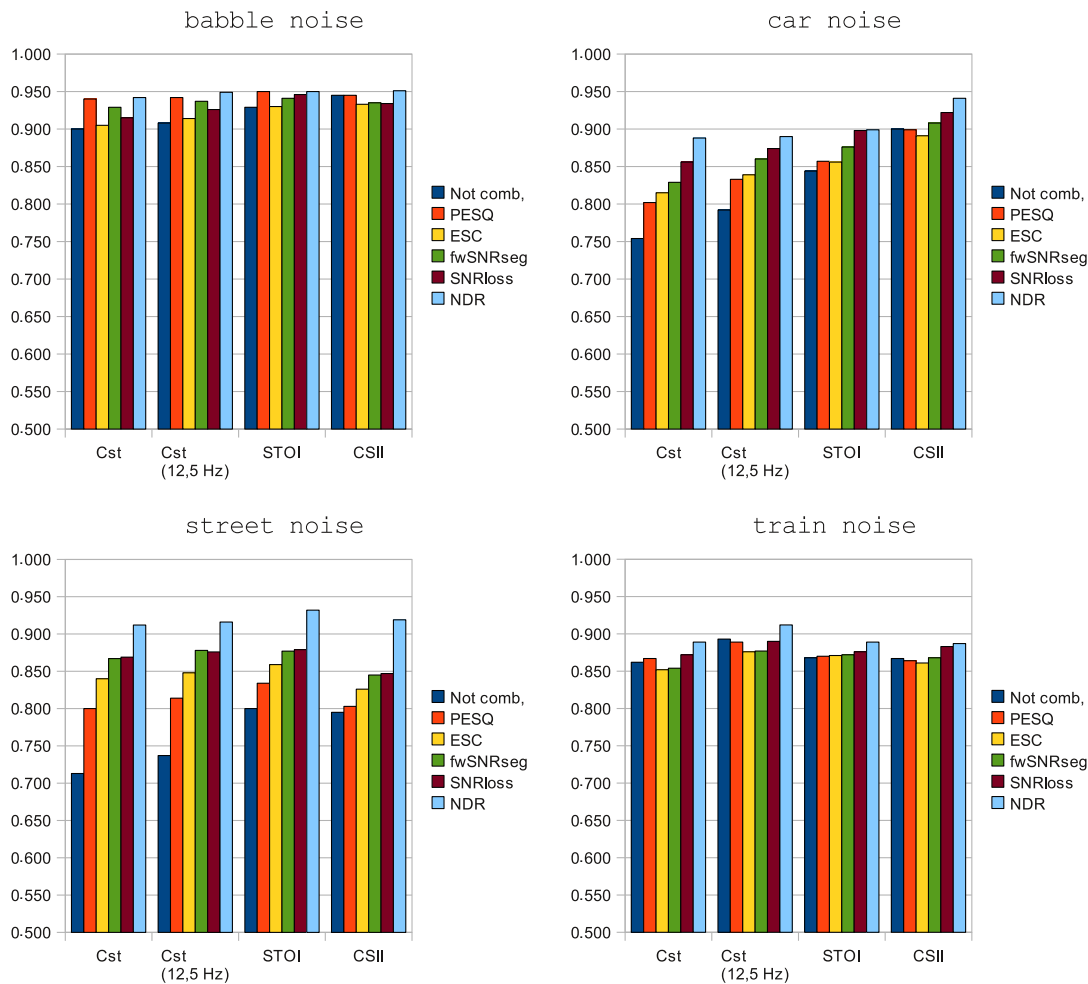 babble noise
1.000
0.950
0.900
0.850
0.800
0.750
0.700
0.650
0.600
0.550
0.500
Cst
Cst
(12,5 Hz)
STOI
CSII
Not comb,
PESQ
ESC
fwSNRseg
SNRloss
NDR
car noise
1.000
0.950
0.900
0.850
0.800
0.750
0.700
0.650
0.600
0.550
0.500
Cst
Cst
(12,5 Hz)
STOI
CSII
Not comb,
PESQ
ESC
fwSNRseg
SNRloss
NDR
street noise
1.000
0.950
0.900
0.850
0.800
0.750
0.700
0.650
0.600
0.550
0.500
Cst
Cst
(12,5 Hz)
STOI
CSII
Not comb,
PESQ
ESC
fwSNRseg
SNRloss
NDR
train noise
1.000
0.950
0.900
0.850
0.800
0.750
0.700
0.650
0.600
0.550
0.500
Cst
Cst
(12,5 Hz)
STOI
CSII
Not comb,
PESQ
ESC
fwSNRseg
SNRloss
NDR